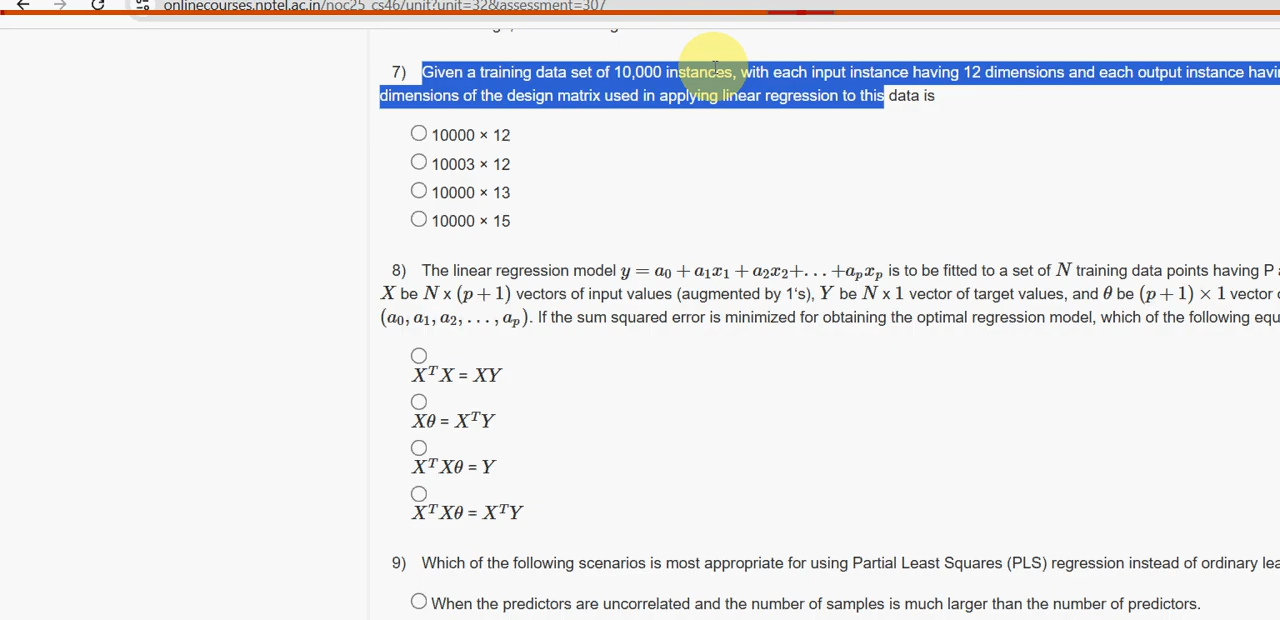 onlinecourses.nptel.ac.in/noc25_cs46/unit?unit=32&assessment=307
7) Given a training data set of 10,000 instances, with each input instance having 12 dimensions and each output instance havi
dimensions of the design matrix used in applying linear regression to this data is
10000 × 12
10003 × 12
10000 × 13
10000 × 15
8) The linear regression model y = a₀ + a₁x₁ + a₂x₂+. . . +aₚxₚ is to be fitted to a set of N training data points having P
X be N x (p + 1) vectors of input values (augmented by 1's), Y be N x 1 vector of target values, and θ be (p + 1) × 1 vector
(a₀, a₁, a₂, . . . , aₚ). If the sum squared error is minimized for obtaining the optimal regression model, which of the following equ
XᵀX = XY
Xθ = XᵀY
XᵀXθ = Y
XᵀXθ = XᵀY
9) Which of the following scenarios is most appropriate for using Partial Least Squares (PLS) regression instead of ordinary lea
When the predictors are uncorrelated and the number of samples is much larger than the number of predictors.